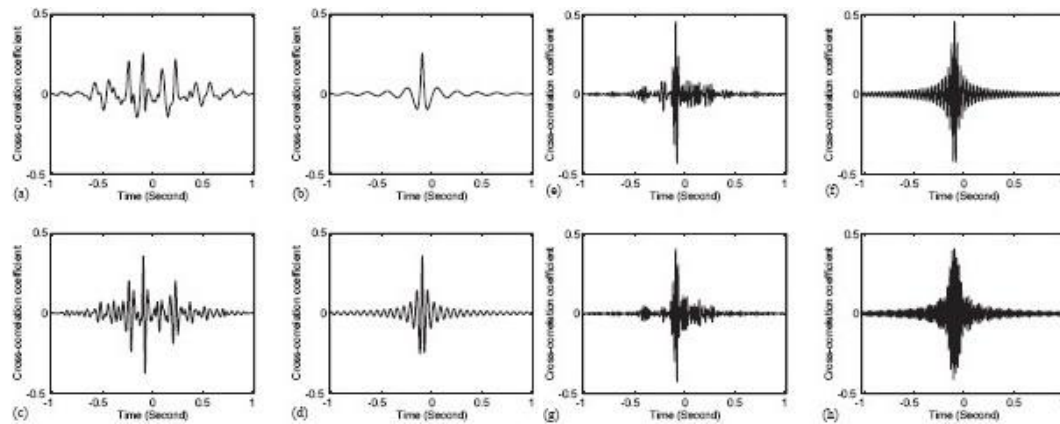 0.5
Cross-correlation coefficient
0
-0.5
(a)
-1 -0.5 0 0.5 1
Time (Second)
0.5
Cross-correlation coefficient
0
-0.5
(b)
-1 -0.5 0 0.5 1
Time (Second)
0.5
Cross-correlation coefficient
0
-0.5
(e)
-1 -0.5 0 0.5 1
Time (Second)
0.5
Cross-correlation coefficient
0
-0.5
(f)
-1 -0.5 0 0.5 1
Time (Second)
0.5
Cross-correlation coefficient
0
-0.5
(c)
-1 -0.5 0 0.5 1
Time (Second)
0.5
Cross-correlation coefficient
0
-0.5
(d)
-1 -0.5 0 0.5 1
Time (Second)
0.5
Cross-correlation coefficient
0
-0.5
(g)
-1 -0.5 0 0.5 1
Time (Second)
0.5
Cross-correlation coefficient
0
-0.5
(h)
-1 -0.5 0 0.5 1
Time (Second)